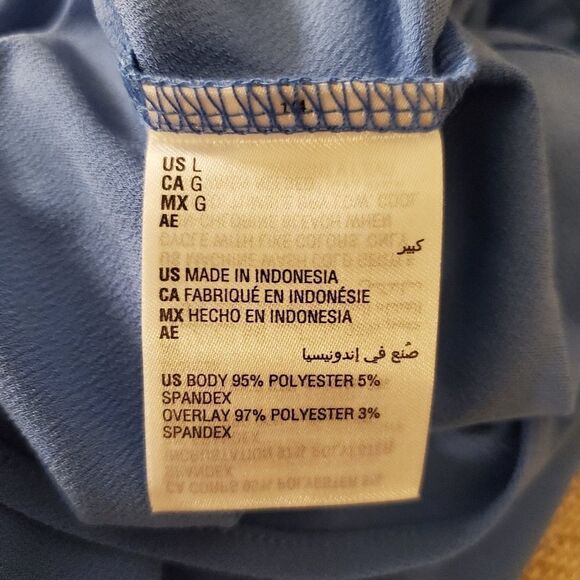 US L
CA G
MX G
AE
كبير
US MADE IN INDONESIA
CA FABRIQUÉ EN INDONÉSIE
MX HECHO EN INDONESIA
AE
صُنع في إندونيسيا
US BODY 95% POLYESTER 5%
SPANDEX
OVERLAY 97% POLYESTER 3%
SPANDEX